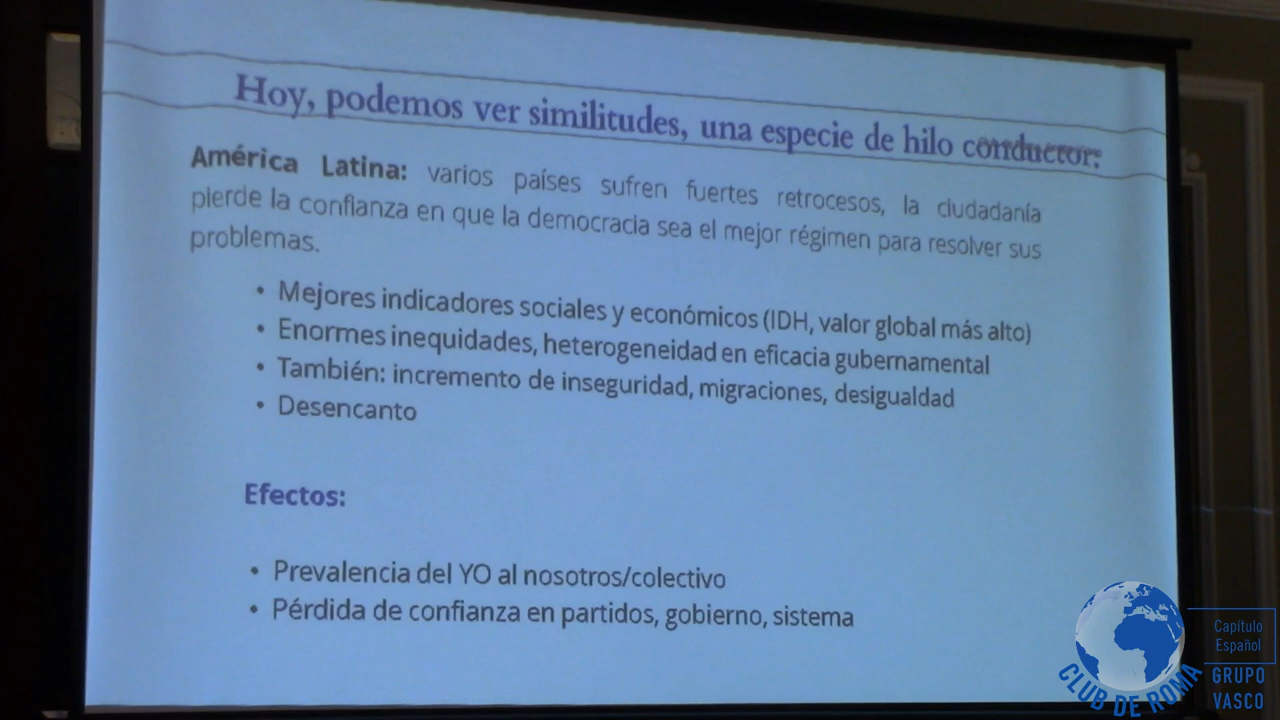 Hoy, podemos ver similitudes, una especie de hilo conductor:
América Latina: varios países sufren fuertes retrocesos, la ciudadanía
pierde la confianza en que la democracia sea el mejor régimen para resolver sus
problemas.
• Mejores indicadores sociales y económicos (IDH, valor global más alto)
• Enormes inequidades, heterogeneidad en eficacia gubernamental
• También: incremento de inseguridad, migraciones, desigualdad
• Desencanto
Efectos:
• Prevalencia del YO al nosotros/colectivo
• Pérdida de confianza en partidos, gobierno, sistema
CLUB DE ROMA
Capítulo
Español
GRUPO
VASCO